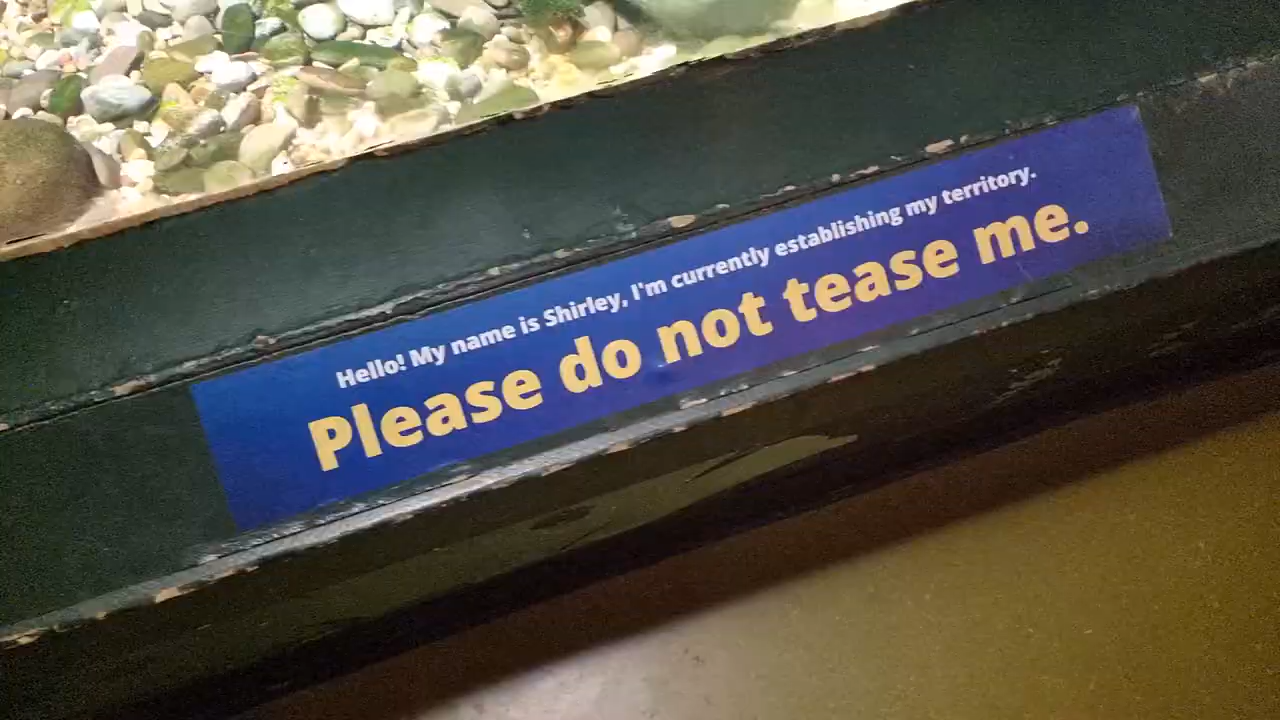 Hello! My name is Shirley, I'm currently establishing my territory.
Please do not tease me.